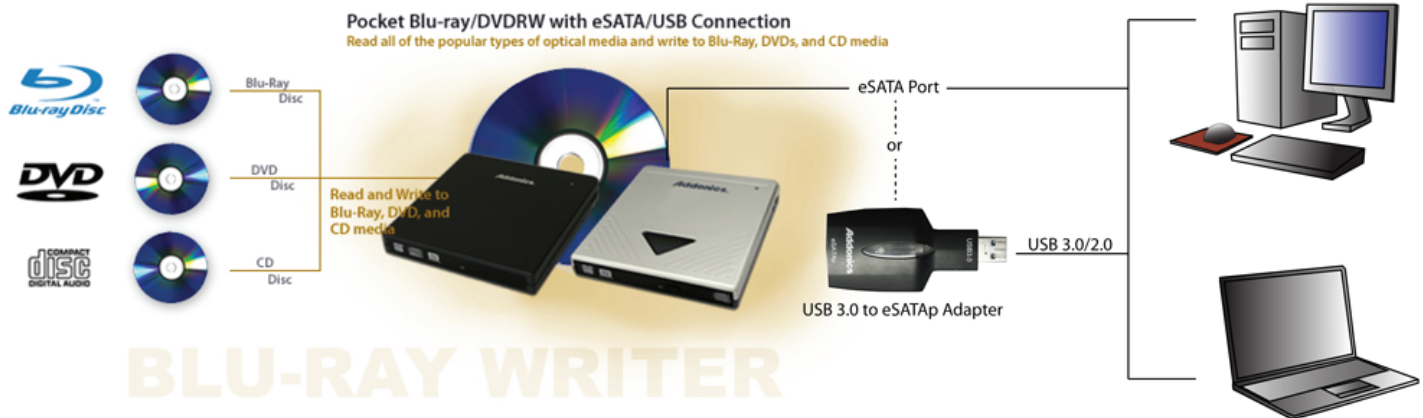 Pocket Blu-ray/DVDRW with eSATA/USB Connection
Read all of the popular types of optical media and write to Blu-Ray, DVDs, and CD media
Blu-ray Disc
Blu-Ray
Disc
DVD
DVD
Disc
COMPACT
disc
DIGITAL AUDIO
CD
Disc
Read and Write to
Blu-Ray, DVD, and
CD media
Addonics
Addonics
eSATA Port
or
Addonics
eSATAp
USB3.0
USB 3.0/2.0
USB 3.0 to eSATAp Adapter
BLU-RAY WRITER